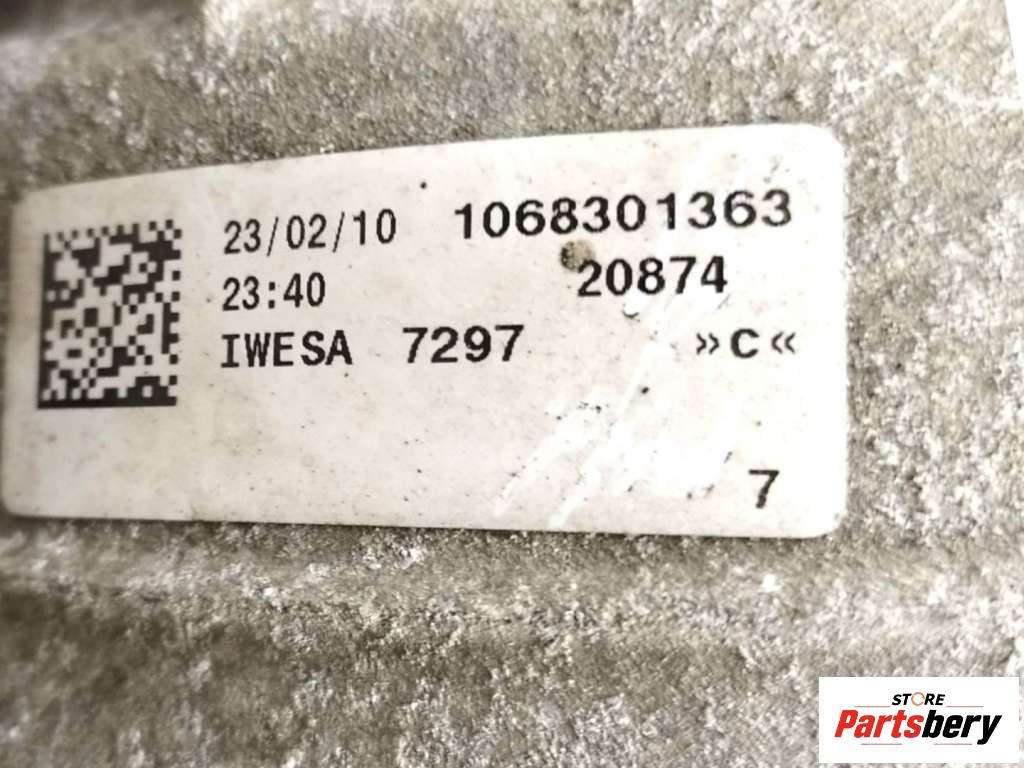 23/02/10 1068301363
23:40 20874
IWESA 7297 »C«
7
STORE
Partsbery